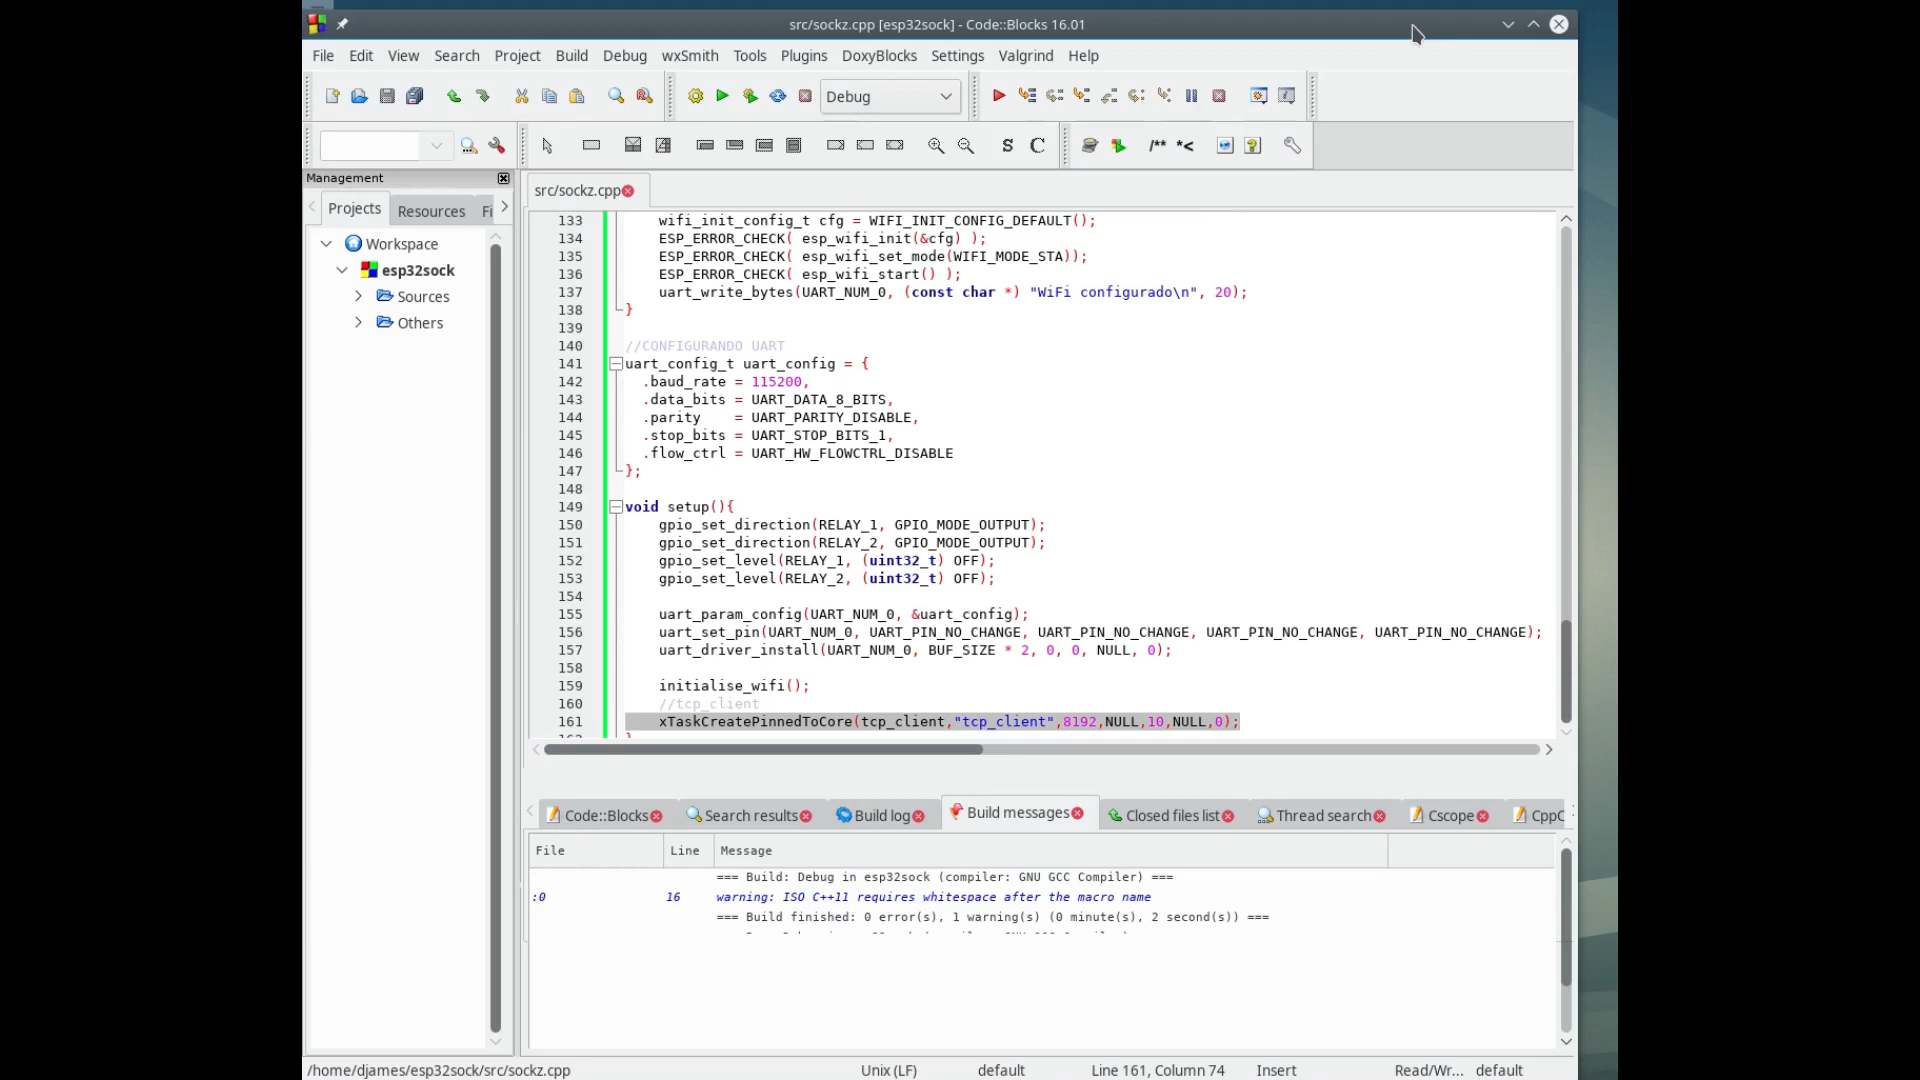 src/sockz.cpp [esp32sock] - Code::Blocks 16.01
File Edit View Search Project Build Debug wxSmith Tools Plugins DoxyBlocks Settings Valgrind Help
Debug
S C /** *<
Management
Projects Resources Fi
src/sockz.cpp
Workspace
esp32sock
Sources
Others
133 wifi_init_config_t cfg = WIFI_INIT_CONFIG_DEFAULT();
134 ESP_ERROR_CHECK( esp_wifi_init(&cfg) );
135 ESP_ERROR_CHECK( esp_wifi_set_mode(WIFI_MODE_STA));
136 ESP_ERROR_CHECK( esp_wifi_start() );
137 uart_write_bytes(UART_NUM_0, (const char *) "WiFi configurado\n", 20);
138 }
139
140 //CONFIGURANDO UART
141 uart_config_t uart_config = {
142 .baud_rate = 115200,
143 .data_bits = UART_DATA_8_BITS,
144 .parity    = UART_PARITY_DISABLE,
145 .stop_bits = UART_STOP_BITS_1,
146 .flow_ctrl = UART_HW_FLOWCTRL_DISABLE
147 };
148
149 void setup(){
150 gpio_set_direction(RELAY_1, GPIO_MODE_OUTPUT);
151 gpio_set_direction(RELAY_2, GPIO_MODE_OUTPUT);
152 gpio_set_level(RELAY_1, (uint32_t) OFF);
153 gpio_set_level(RELAY_2, (uint32_t) OFF);
154
155 uart_param_config(UART_NUM_0, &uart_config);
156 uart_set_pin(UART_NUM_0, UART_PIN_NO_CHANGE, UART_PIN_NO_CHANGE, UART_PIN_NO_CHANGE, UART_PIN_NO_CHANGE);
157 uart_driver_install(UART_NUM_0, BUF_SIZE * 2, 0, 0, NULL, 0);
158
159 initialise_wifi();
160 //tcp_client
161 xTaskCreatePinnedToCore(tcp_client,"tcp_client",8192,NULL,10,NULL,0);
Code::Blocks Search results Build log Build messages Closed files list Thread search Cscope CppC
File Line Message
=== Build: Debug in esp32sock (compiler: GNU GCC Compiler) ===
:0 16 warning: ISO C++11 requires whitespace after the macro name
=== Build finished: 0 error(s), 1 warning(s) (0 minute(s), 2 second(s)) ===
/home/djames/esp32sock/src/sockz.cpp Unix (LF) default Line 161, Column 74 Insert Read/Wr... default